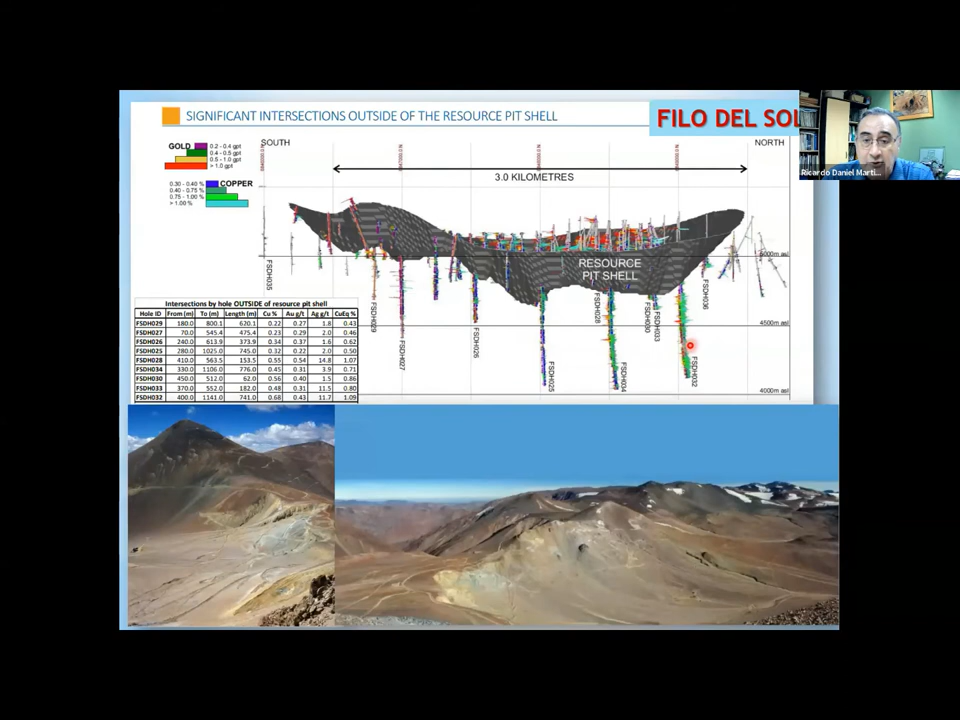 SIGNIFICANT INTERSECTIONS OUTSIDE OF THE RESOURCE PIT SHELL
FILO DEL SOL
Ricardo Daniel Marti...
SOUTH
NORTH
3.0 KILOMETRES
GOLD
0.2 - 0.4 gpt
0.4 - 0.5 gpt
0.5 - 1.0 gpt
> 1.0 gpt
COPPER
0.30 - 0.40 %
0.40 - 0.75 %
0.75 - 1.00 %
> 1.00 %
RESOURCE
PIT SHELL
5000m asl
4500m asl
4000m asl
FSDH035
FSDH029
FSDH027
FSDH026
FSDH025
FSDH028
FSDH034
FSDH030
FSDH033
FSDH032
FSDH036
Intersections by hole OUTSIDE of resource pit shell
Hole ID From (m) To (m) Length (m) Cu % Au g/t Ag g/t CuEq %
FSDH029 180.0 800.1 620.1 0.22 0.27 1.8 0.43
FSDH027 70.0 545.4 475.4 0.23 0.29 2.0 0.46
FSDH026 240.0 613.9 373.9 0.34 0.37 1.6 0.62
FSDH025 280.0 1025.0 745.0 0.32 0.22 2.0 0.50
FSDH028 410.0 563.5 153.5 0.55 0.54 14.8 1.07
FSDH034 330.0 1106.0 776.0 0.45 0.31 3.9 0.71
FSDH030 450.0 512.0 62.0 0.56 0.40 1.5 0.86
FSDH033 370.0 552.0 182.0 0.48 0.31 11.5 0.80
FSDH032 400.0 1141.0 741.0 0.68 0.43 11.7 1.09